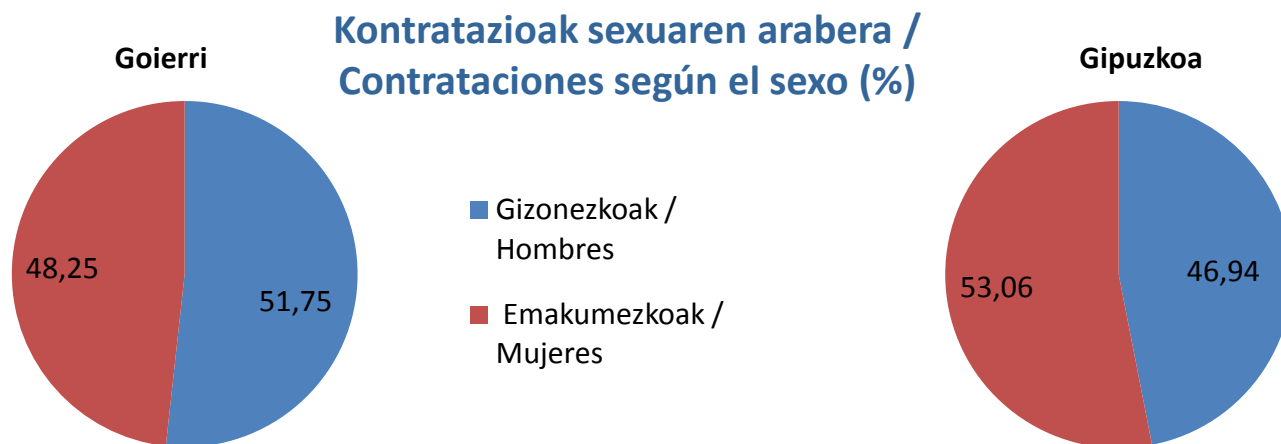 Kontratazioak sexuaren arabera /
Contrataciones según el sexo (%)
Goierri
48,25
51,75
Gizonezkoak /
Hombres
Emakumezkoak /
Mujeres
Gipuzkoa
53,06
46,94